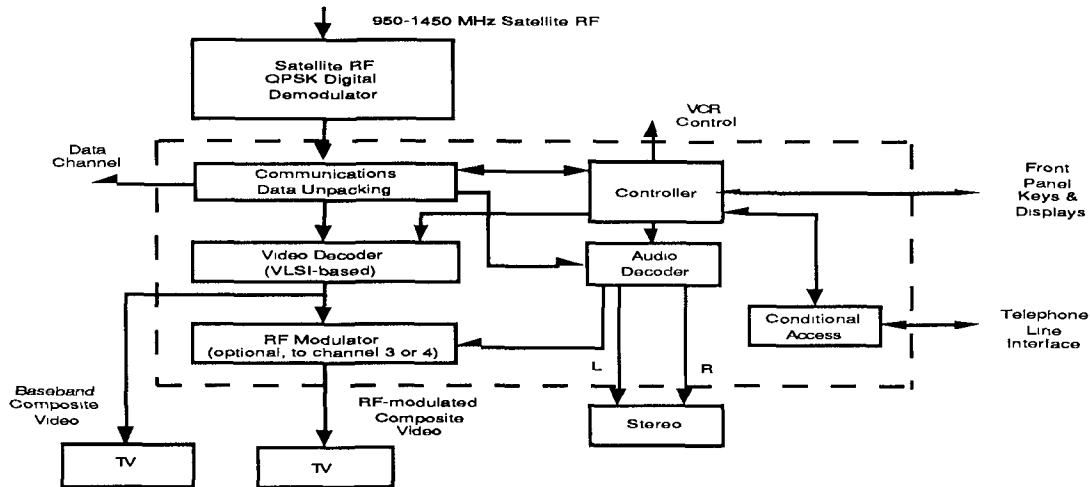 950-1450 MHz Satellite RF
Satellite RF
QPSK Digital
Demodulator
VCR
Control
Data
Channel
Communications
Data Unpacking
Controller
Front
Panel
Keys &
Displays
Video Decoder
(VLSI-based)
Audio
Decoder
Conditional
Access
Telephone
Line
Interface
RF Modulator
(optional, to channel 3 or 4)
L
R
Baseband
Composite
Video
RF-modulated
Composite
Video
Stereo
TV
TV